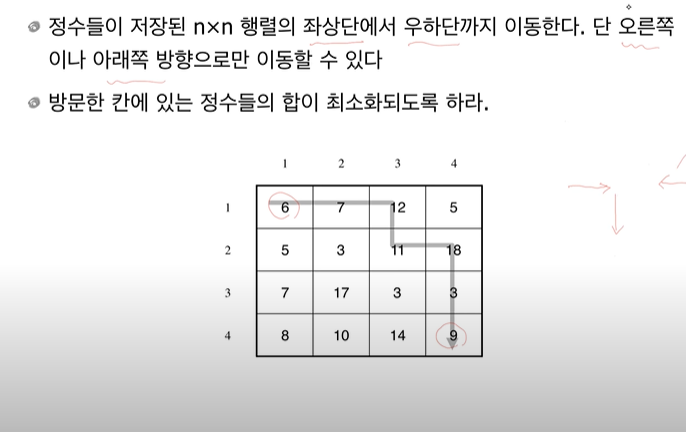 정수들이 저장된 n×n 행렬의 좌상단에서 우하단까지 이동한다. 단 오른쪽
이나 아래쪽 방향으로만 이동할 수 있다
방문한 칸에 있는 정수들의 합이 최소화되도록 하라.
1 2 3 4
1 6 7 12 5
2 5 3 11 18
3 7 17 3 3
4 8 10 14 9